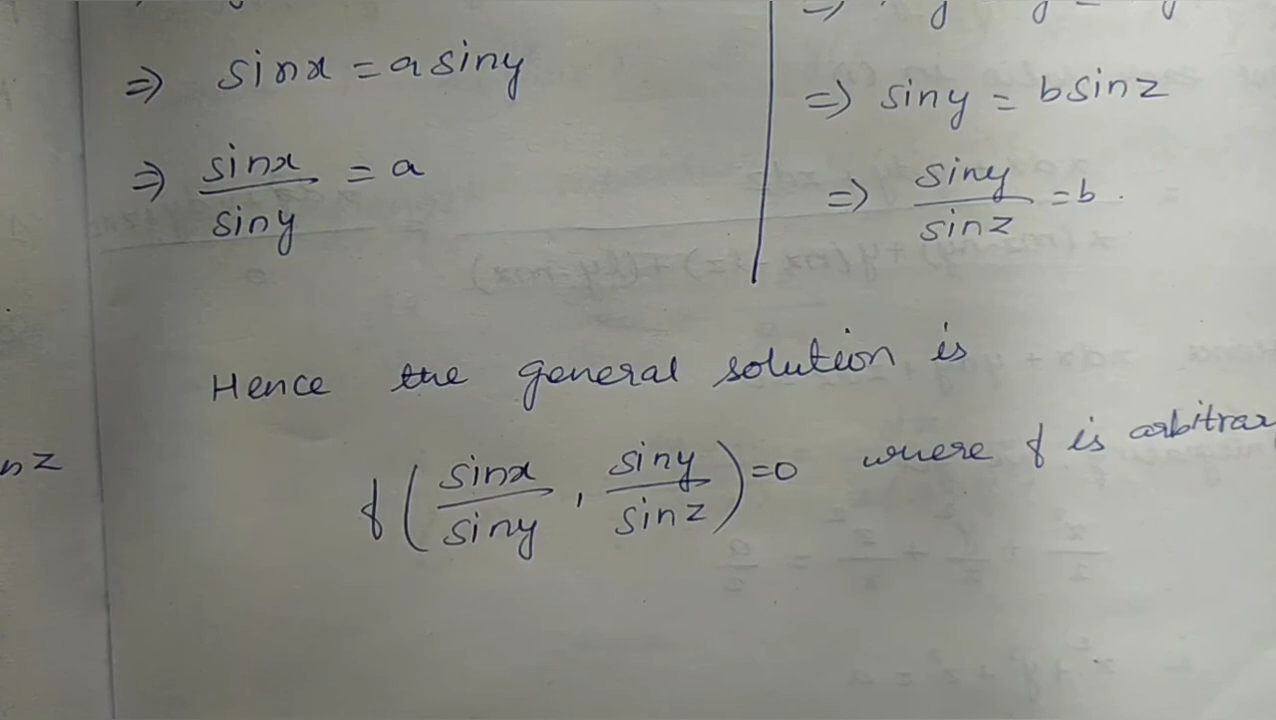 ⇒ sinx = a siny
⇒ sinx/siny = a
⇒ siny = b sinz
⇒ siny/sinz = b.
Hence the general solution is
f(sinx/siny, siny/sinz) = 0 where f is arbitrar
nz